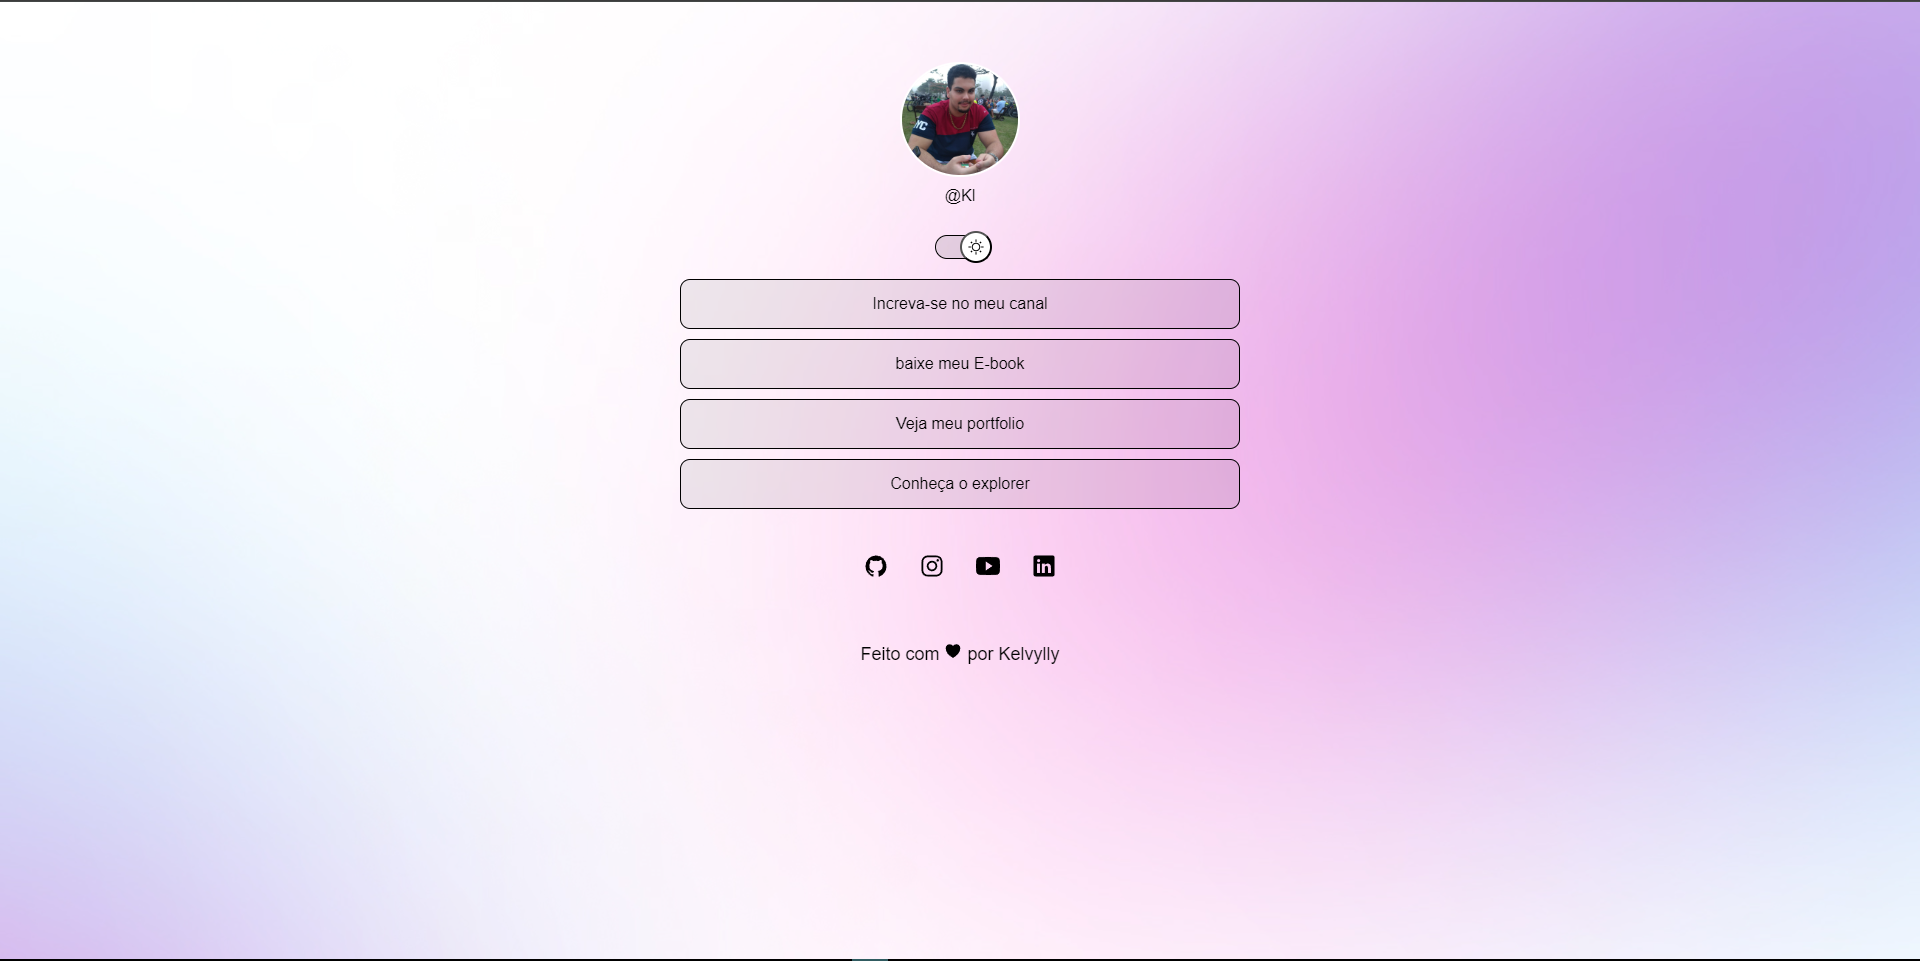 @Kl
Increva-se no meu canal
baixe meu E-book
Veja meu portfolio
Conheça o explorer
Feito com por Kelvylly